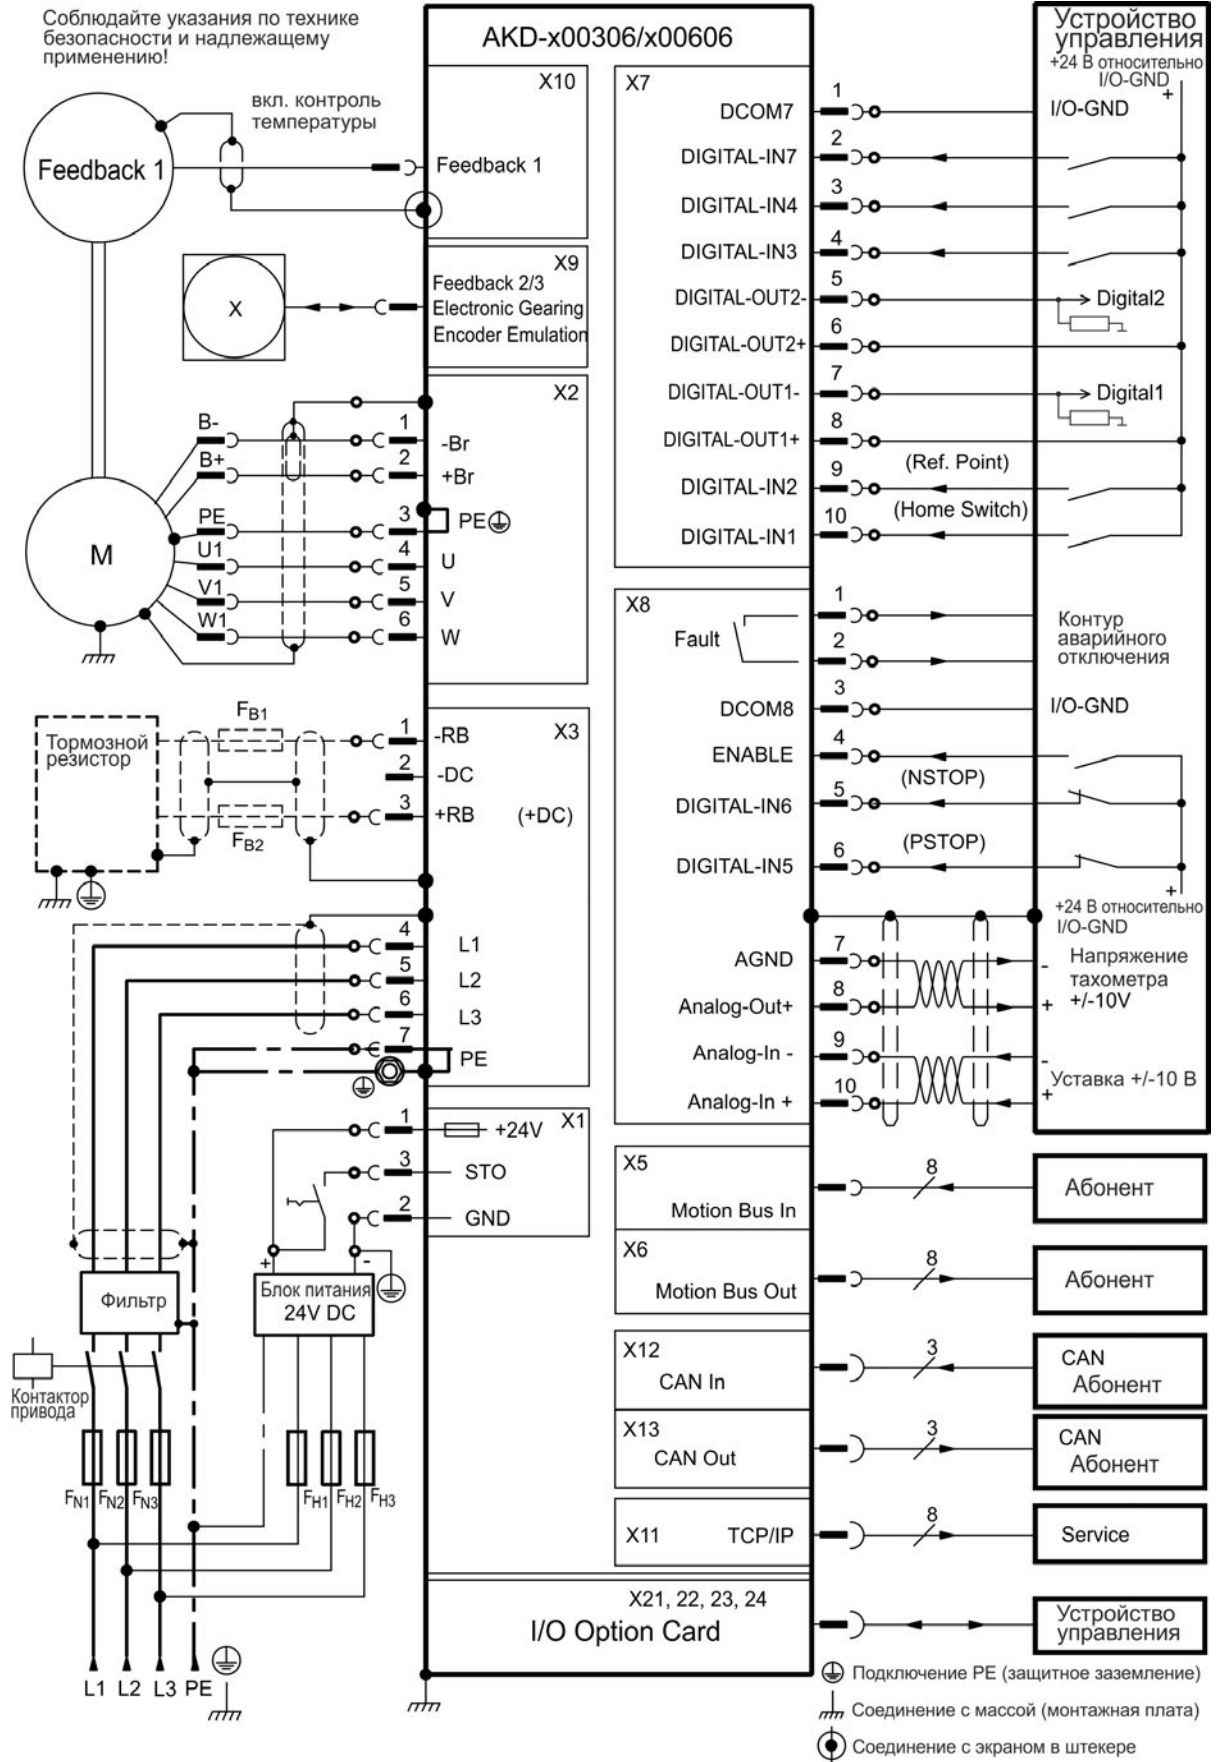 Соблюдайте указания по технике
безопасности и надлежащему
применению!
вкл. контроль
температуры
Feedback 1
X
B-
B+
PE
U1
V1
W1
M
FB1
FB2
Тормозной
резистор
AKD-x00306/x00606
X10
Feedback 1
X9
Feedback 2/3
Electronic Gearing
Encoder Emulation
X2
1
-Br
2
+Br
3
PE
4
U
5
V
6
W
X3
1
-RB
2
-DC
3
+RB
(+DC)
4
L1
5
L2
6
L3
7
PE
X1
1
+24V
3
STO
2
GND
+
-
Блок питания
24V DC
Фильтр
Контактор
привода
FN1
FN2
FN3
FH1
FH2
FH3
L1 L2 L3 PE
X7
DCOM7
1
DIGITAL-IN7
2
DIGITAL-IN4
3
DIGITAL-IN3
4
DIGITAL-OUT2-
5
DIGITAL-OUT2+
6
DIGITAL-OUT1-
7
DIGITAL-OUT1+
8
DIGITAL-IN2
9
(Ref. Point)
DIGITAL-IN1
10
(Home Switch)
X8
Fault
1
2
DCOM8
3
ENABLE
4
DIGITAL-IN6
5
(NSTOP)
DIGITAL-IN5
6
(PSTOP)
AGND
7
Analog-Out+
8
Analog-In -
9
Analog-In +
10
Устройство
управления
+24 В относительно
I/O-GND
+
I/O-GND
Digital2
Digital1
Контур
аварийного
отключения
I/O-GND
+
+24 В относительно
I/O-GND
Напряжение
тахометра
+/-10V
-
+
-
Уставка +/-10 В
+
X5
Motion Bus In
8
Абонент
X6
Motion Bus Out
8
Абонент
X12
CAN In
3
CAN
Абонент
X13
CAN Out
3
CAN
Абонент
X11
TCP/IP
8
Service
X21, 22, 23, 24
I/O Option Card
Устройство
управления
Подключение PE (защитное заземление)
Соединение с массой (монтажная плата)
Соединение с экраном в штекере